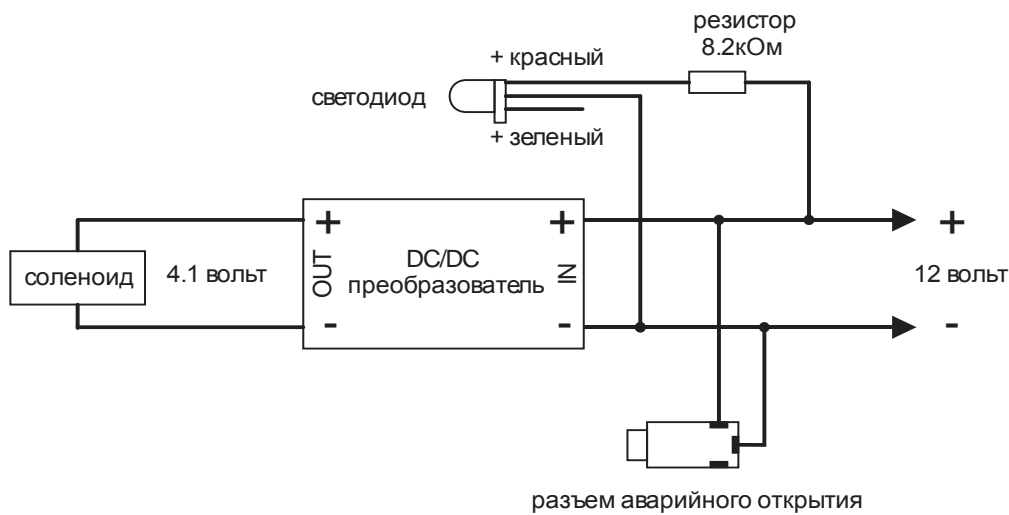 резистор
8.2кОм
+ красный
светодиод
+ зеленый
+
+
+
OUT
DC/DC
преобразователь
IN
соленоид
4.1 вольт
12 вольт
-
-
-
разъем аварийного открытия